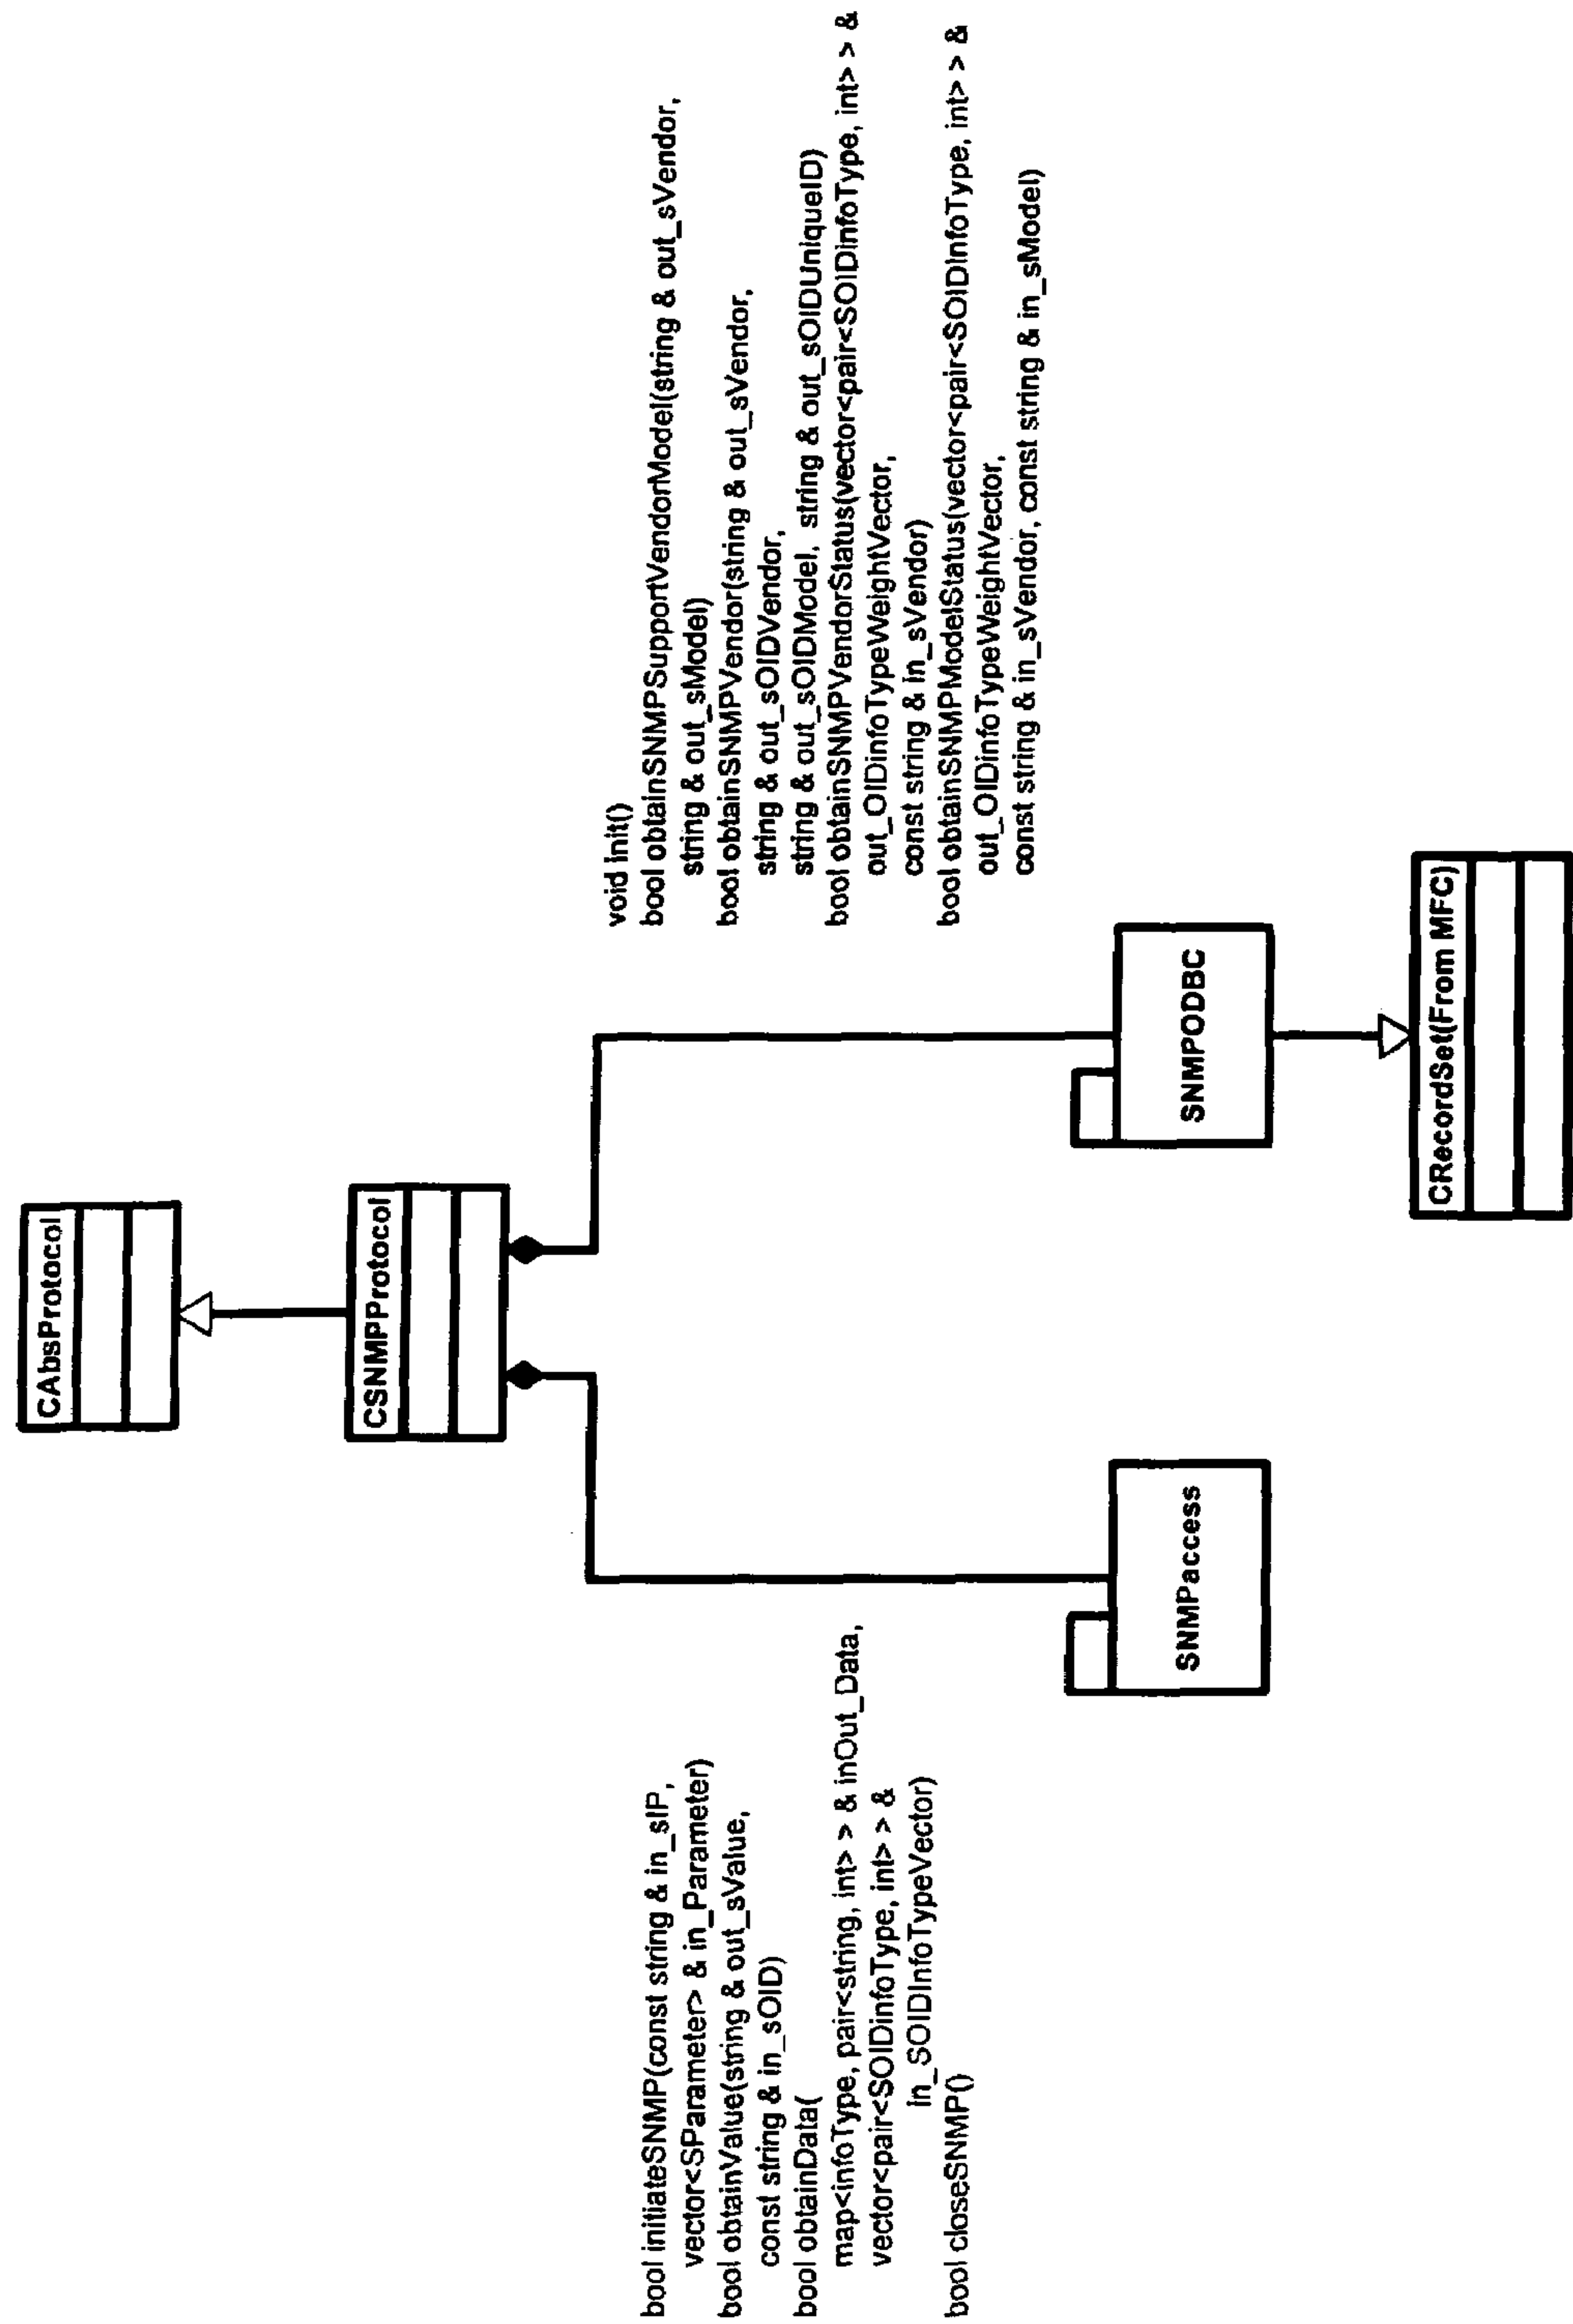 CAbsProtocol
CSNMPProtocol
bool initiateSNMP(const string & in_sIP,
vector<SParameter> & in_Parameter)
bool obtainValue(string & out_sValue,
const string & in_sOID)
bool obtainData(
map<infoType, pair<string, int> > & inOut_Data,
vector<pair<SOIDinfoType, int> > &
in_SOIDInfoTypeVector)
bool closeSNMP()
void init()
bool obtainSNMPSupportVendorModel(string & out_sVendor,
string & out_sModel)
bool obtainSNMPVendor(string & out_sVendor,
string & out_sOIDVendor,
string & out_sOIDModel, string & out_sOIDUniqueID)
bool obtainSNMPVendorStatus(vector<pair<SOIDinfoType, int> > &
out_OIDinfoTypeWeightVector,
const string & in_sVendor)
bool obtainSNMPModelStatus(vector<pair<SOIDinfoType, int> > &
out_OIDinfoTypeWeightVector,
const string & in_sVendor, const string & in_sModel)
SNMPaccess
SNMPODBC
CRecordSet(From MFC)